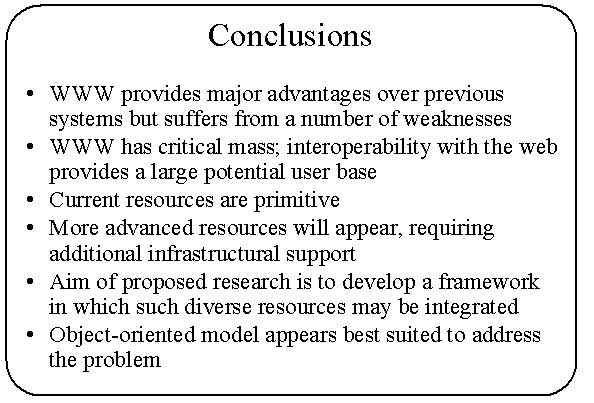 Conclusions
• WWW provides major advantages over previous
systems but suffers from a number of weaknesses
• WWW has critical mass; interoperability with the web
provides a large potential user base
• Current resources are primitive
• More advanced resources will appear, requiring
additional infrastructural support
• Aim of proposed research is to develop a framework
in which such diverse resources may be integrated
• Object-oriented model appears best suited to address
the problem